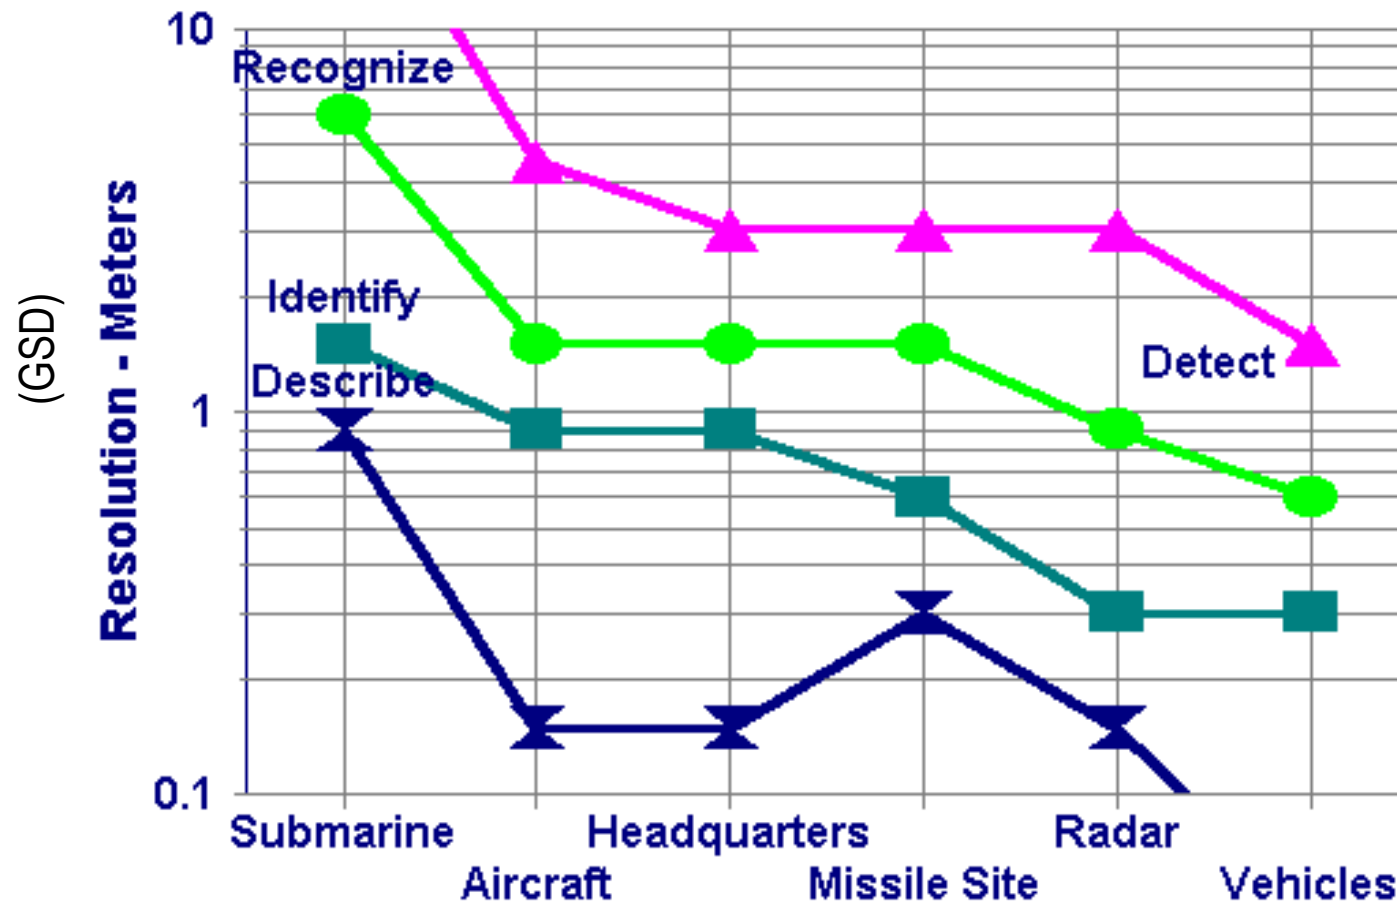 10
Recognize
(GSD)
Resolution - Meters
Identify
Detect
Describe
1
0.1
Submarine
Headquarters
Radar
Aircraft
Missile Site
Vehicles